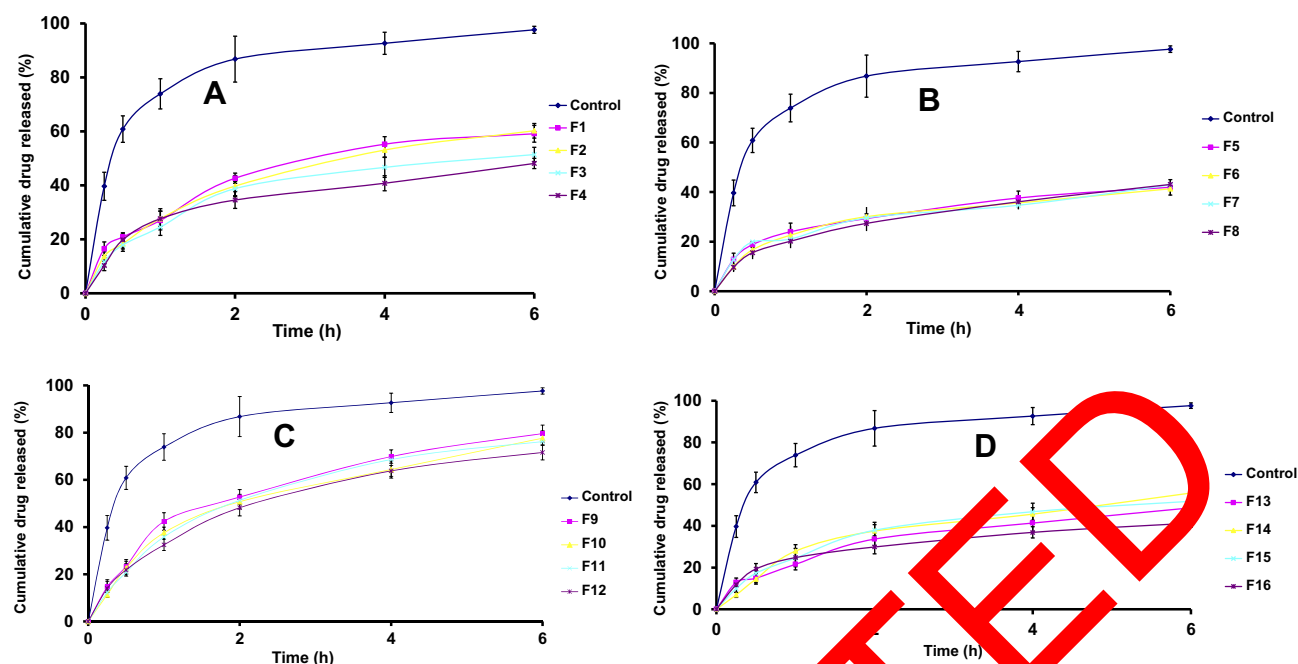 Cumulative drug released (%)
100
80
60
40
20
0
0
2
4
6
Time (h)
A
Control
F1
F2
F3
F4
Cumulative drug released (%)
100
80
60
40
20
0
0
2
4
6
Time (h)
B
Control
F5
F6
F7
F8
Cumulative drug released (%)
100
80
60
40
20
0
0
2
4
6
Time (h)
C
Control
F9
F10
F11
F12
Cumulative drug released (%)
100
80
60
40
20
0
0
4
6
Time (h)
D
Control
F13
F14
F15
F16
TED